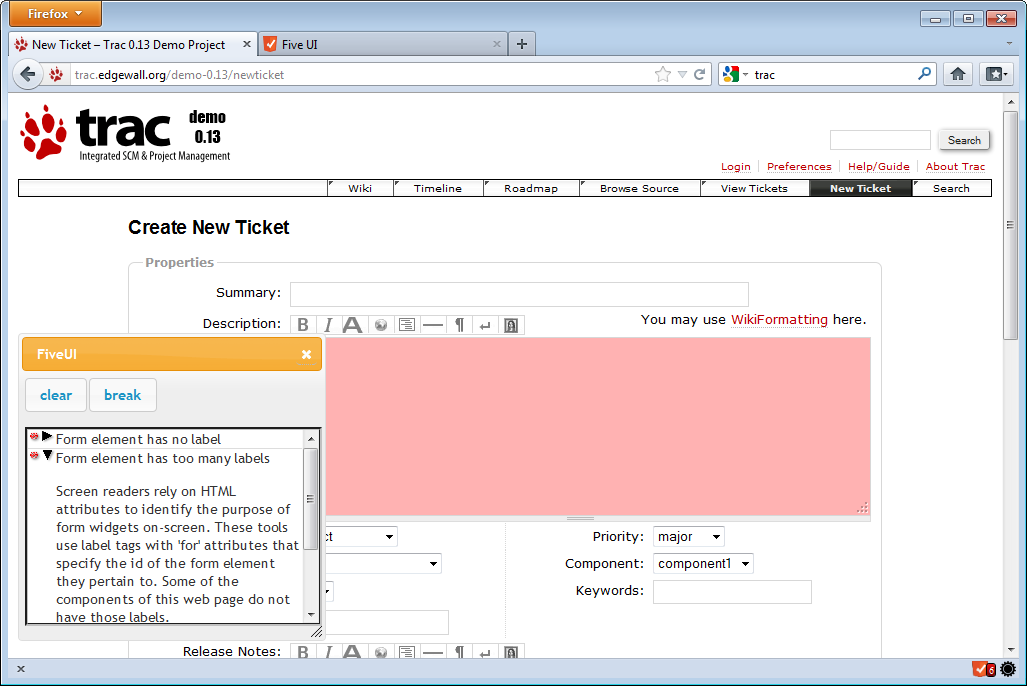 Firefox
New Ticket – Trac 0.13 Demo Project
Five UI
trac.edgewall.org/demo-0.13/newticket
trac
trac
demo
0.13
Integrated SCM & Project Management
Search
Login
Preferences
Help/Guide
About Trac
Wiki
Timeline
Roadmap
Browse Source
View Tickets
New Ticket
Search
Create New Ticket
Properties
Summary:
Description:
B I A
You may use WikiFormatting here.
FiveUI
clear
break
Form element has no label
Form element has too many labels
Screen readers rely on HTML
attributes to identify the purpose of
form widgets on-screen. These tools
use label tags with 'for' attributes that
specify the id of the form element
they pertain to. Some of the
components of this web page do not
have those labels.
ct
Priority:
major
Component:
component1
Keywords:
Release Notes:
B I A
6